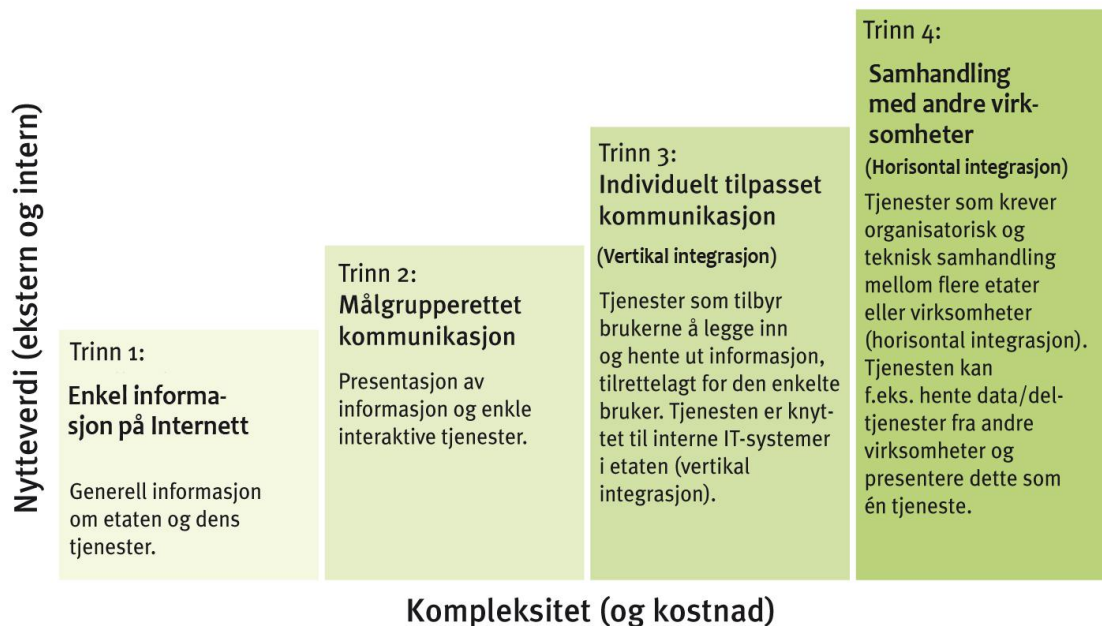 Nytteverdi (ekstern og intern)
Trinn 1:
Enkel informa-
sjon på Internett
Generell informasjon
om etaten og dens
tjenester.
Trinn 2:
Målgrupperettet
kommunikasjon
Presentasjon av
informasjon og enkle
interaktive tjenester.
Trinn 3:
Individuelt tilpasset
kommunikasjon
(Vertikal integrasjon)
Tjenester som tilbyr
brukerne å legge inn
og hente ut informasjon,
tilrettelagt for den enkelte
bruker. Tjenesten er knyt-
tet til interne IT-systemer
i etaten (vertikal
integrasjon).
Trinn 4:
Samhandling
med andre virk-
somheter
(Horisontal integrasjon)
Tjenester som krever
organisatorisk og
teknisk samhandling
mellom flere etater
eller virksomheter
(horisontal integrasjon).
Tjenesten kan
f.eks. hente data/del-
tjenester fra andre
virksomheter og
presentere dette som
én tjeneste.
Kompleksitet (og kostnad)